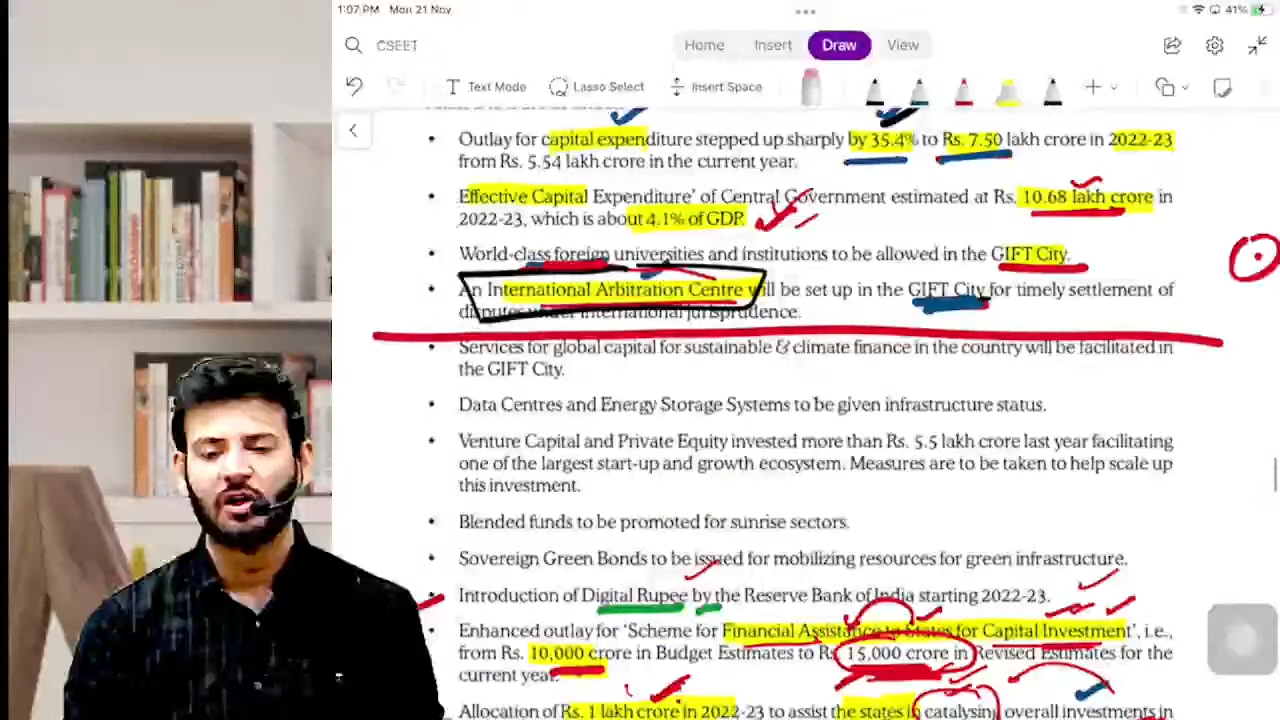 1:07 PM Mon 21 Nov
41%
CSEET
Home Insert Draw View
Text Mode Lasso Select Insert Space
• Outlay for capital expenditure stepped up sharply by 35.4% to Rs. 7.50 lakh crore in 2022-23
from Rs. 5.54 lakh crore in the current year.
• Effective Capital Expenditure' of Central Government estimated at Rs. 10.68 lakh crore in
2022-23, which is about 4.1% of GDP.
• World-class foreign universities and institutions to be allowed in the GIFT City.
• An International Arbitration Centre will be set up in the GIFT City for timely settlement of
disputes under international jurisprudence.
• Services for global capital for sustainable & climate finance in the country will be facilitated in
the GIFT City.
• Data Centres and Energy Storage Systems to be given infrastructure status.
• Venture Capital and Private Equity invested more than Rs. 5.5 lakh crore last year facilitating
one of the largest start-up and growth ecosystem. Measures are to be taken to help scale up
this investment.
• Blended funds to be promoted for sunrise sectors.
• Sovereign Green Bonds to be issued for mobilizing resources for green infrastructure.
• Introduction of Digital Rupee by the Reserve Bank of India starting 2022-23.
• Enhanced outlay for 'Scheme for Financial Assistance to States for Capital Investment', i.e.,
from Rs. 10,000 crore in Budget Estimates to Rs 15,000 crore in Revised Estimates for the
current year.
Allocation of Rs. 1 lakh crore in 2022-23 to assist the states in catalysing overall investments in